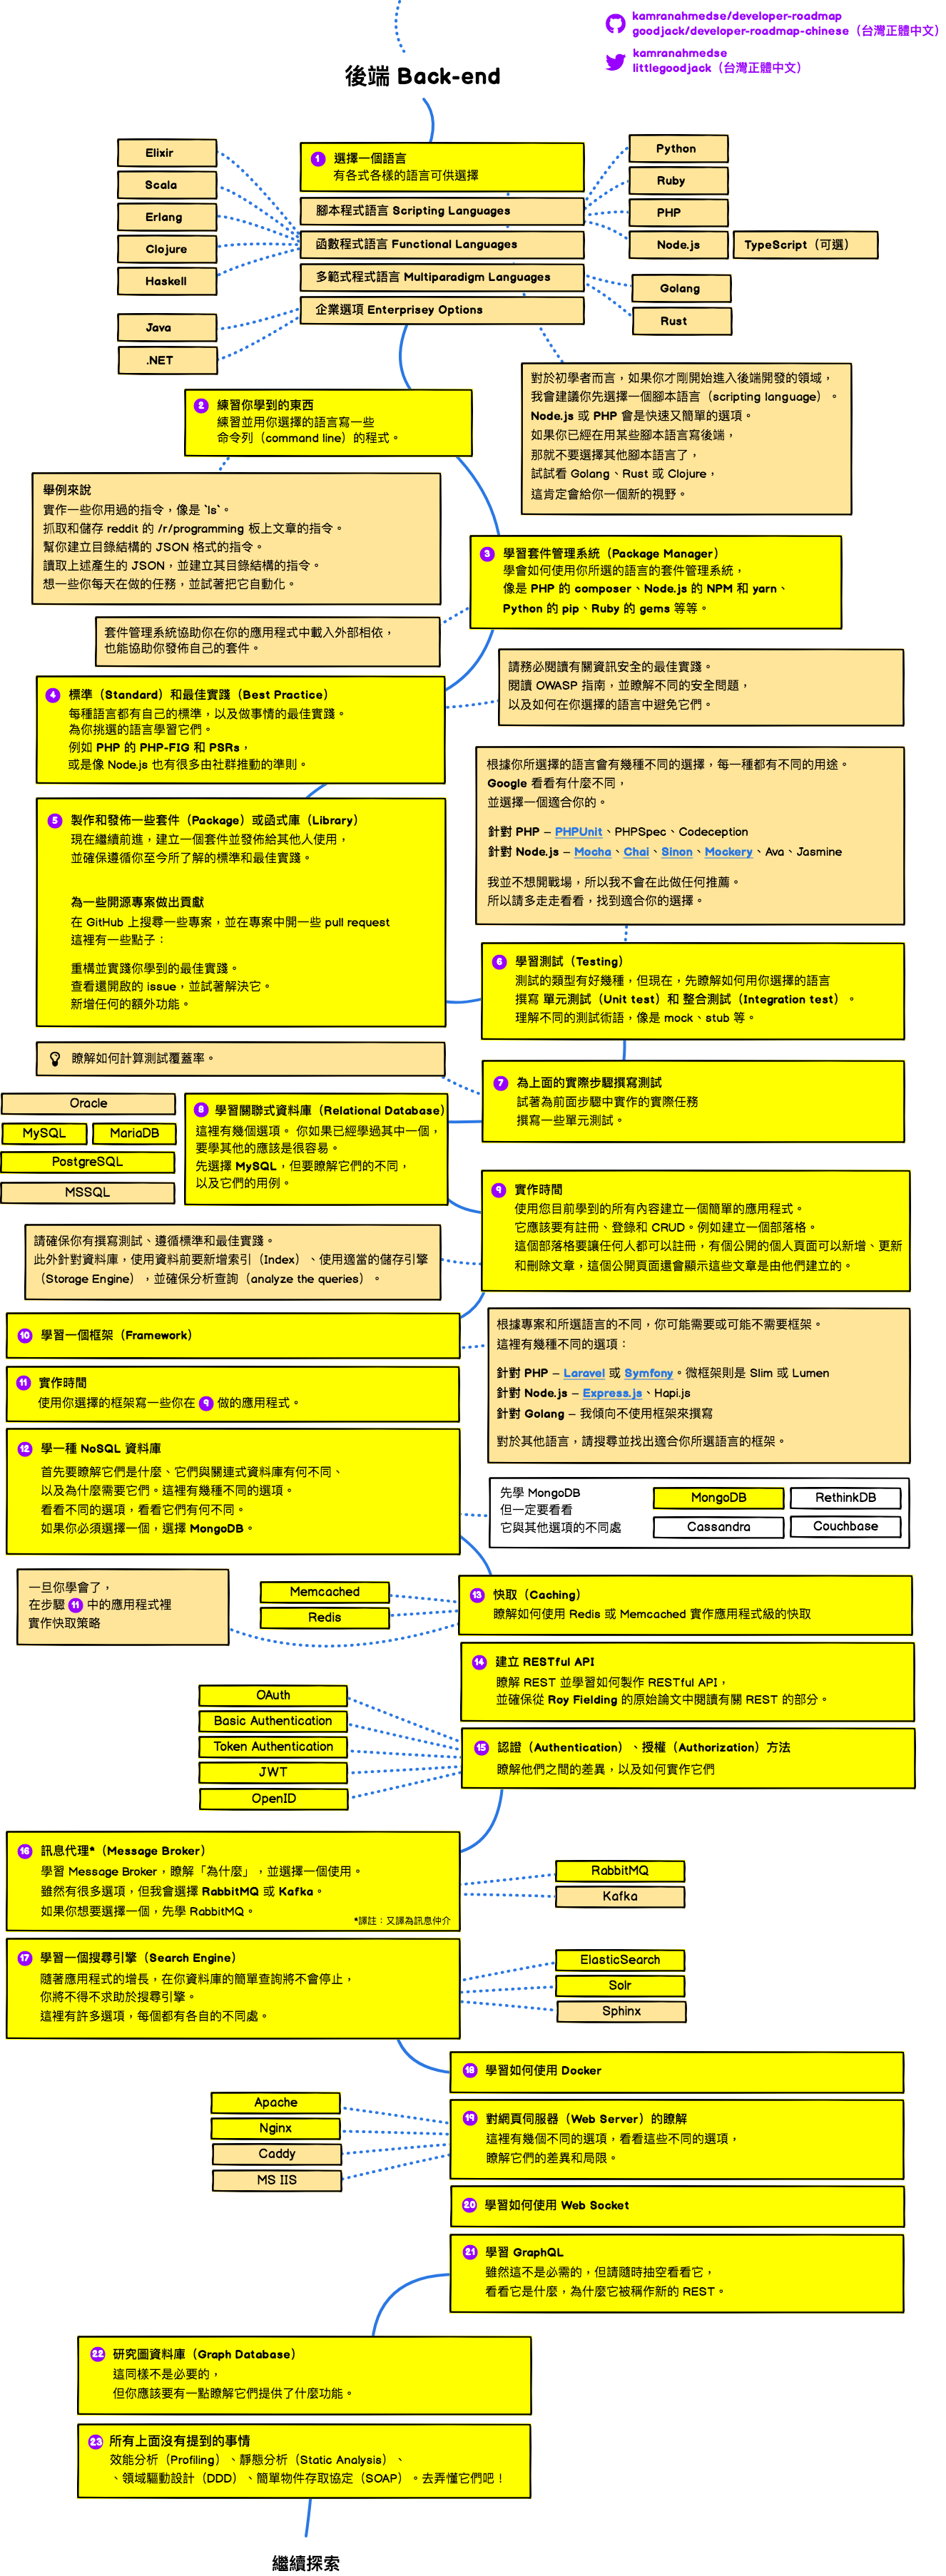 kamranahmedse/developer-roadmap
goodjack/developer-roadmap-chinese（台灣正體中文）
kamranahmedse
littlegoodjack（台灣正體中文）
後端 Back-end
1 選擇一個語言
有各式各樣的語言可供選擇
腳本程式語言 Scripting Languages
函數程式語言 Functional Languages
多範式程式語言 Multiparadigm Languages
企業選項 Enterprisey Options
Elixir
Scala
Erlang
Clojure
Haskell
Java
.NET
Python
Ruby
PHP
Node.js
TypeScript（可選）
Golang
Rust
對於初學者而言，如果你才剛開始進入後端開發的領域，
我會建議你先選擇一個腳本語言（scripting language）。
Node.js 或 PHP 會是快速又簡單的選項。
如果你已經在用某些腳本語言寫後端，
那就不要選擇其他腳本語言了，
試試看 Golang、Rust 或 Clojure，
這肯定會給你一個新的視野。
2 練習你學到的東西
練習並用你選擇的語言寫一些
命令列（command line）的程式。
舉例來說
實作一些你用過的指令，像是 `ls`。
抓取和儲存 reddit 的 /r/programming 板上文章的指令。
幫你建立目錄結構的 JSON 格式的指令。
讀取上述產生的 JSON，並建立其目錄結構的指令。
想一些你每天在做的任務，並試著把它自動化。
3 學習套件管理系統（Package Manager）
學會如何使用你所選的語言的套件管理系統，
像是 PHP 的 composer、Node.js 的 NPM 和 yarn、
Python 的 pip、Ruby 的 gems 等等。
套件管理系統協助你在你的應用程式中載入外部相依，
也能協助你發佈自己的套件。
請務必閱讀有關資訊安全的最佳實踐。
閱讀 OWASP 指南，並瞭解不同的安全問題，
以及如何在你選擇的語言中避免它們。
4 標準（Standard）和最佳實踐（Best Practice）
每種語言都有自己的標準，以及做事情的最佳實踐。
為你挑選的語言學習它們。
例如 PHP 的 PHP-FIG 和 PSRs，
或是像 Node.js 也有很多由社群推動的準則。
根據你所選擇的語言會有幾種不同的選擇，每一種都有不同的用途。
Google 看看有什麼不同，
並選擇一個適合你的。
針對 PHP – PHPUnit、PHPSpec、Codeception
針對 Node.js – Mocha、Chai、Sinon、Mockery、Ava、Jasmine
我並不想開戰場，所以我不會在此做任何推薦。
所以請多走走看看，找到適合你的選擇。
5 製作和發佈一些套件（Package）或函式庫（Library）
現在繼續前進，建立一個套件並發佈給其他人使用，
並確保遵循你至今所了解的標準和最佳實踐。
為一些開源專案做出貢獻
在 GitHub 上搜尋一些專案，並在專案中開一些 pull request
這裡有一些點子：
重構並實踐你學到的最佳實踐。
查看還開啟的 issue，並試著解決它。
新增任何的額外功能。
6 學習測試（Testing）
測試的類型有好幾種，但現在，先瞭解如何用你選擇的語言
撰寫 單元測試（Unit test）和 整合測試（Integration test）。
理解不同的測試術語，像是 mock、stub 等。
瞭解如何計算測試覆蓋率。
7 為上面的實際步驟撰寫測試
試著為前面步驟中實作的實際任務
撰寫一些單元測試。
Oracle
MySQL
MariaDB
PostgreSQL
MSSQL
8 學習關聯式資料庫（Relational Database）
這裡有幾個選項。 你如果已經學過其中一個，
要學其他的應該是很容易。
先選擇 MySQL，但要瞭解它們的不同，
以及它們的用例。
9 實作時間
使用您目前學到的所有內容建立一個簡單的應用程式。
它應該要有註冊、登錄和 CRUD。例如建立一個部落格。
這個部落格要讓任何人都可以註冊，有個公開的個人頁面可以新增、更新
和刪除文章，這個公開頁面還會顯示這些文章是由他們建立的。
請確保你有撰寫測試、遵循標準和最佳實踐。
此外針對資料庫，使用資料前要新增索引（Index）、使用適當的儲存引擎
（Storage Engine），並確保分析查詢（analyze the queries）。
10 學習一個框架（Framework）
根據專案和所選語言的不同，你可能需要或可能不需要框架。
這裡有幾種不同的選項：
針對 PHP – Laravel 或 Symfony。微框架則是 Slim 或 Lumen
針對 Node.js – Express.js、Hapi.js
針對 Golang – 我傾向不使用框架來撰寫
對於其他語言，請搜尋並找出適合你所選語言的框架。
11 實作時間
使用你選擇的框架寫一些你在 9 做的應用程式。
12 學一種 NoSQL 資料庫
首先要瞭解它們是什麼、它們與關連式資料庫有何不同、
以及為什麼需要它們。這裡有幾種不同的選項。
看看不同的選項，看看它們有何不同。
如果你必須選擇一個，選擇 MongoDB。
先學 MongoDB
但一定要看看
它與其他選項的不同處
MongoDB
RethinkDB
Cassandra
Couchbase
一旦你學會了，
在步驟 11 中的應用程式裡
實作快取策略
Memcached
Redis
13 快取（Caching）
瞭解如何使用 Redis 或 Memcached 實作應用程式級的快取
14 建立 RESTful API
瞭解 REST 並學習如何製作 RESTful API，
並確保從 Roy Fielding 的原始論文中閱讀有關 REST 的部分。
OAuth
Basic Authentication
Token Authentication
JWT
OpenID
15 認證（Authentication）、授權（Authorization）方法
瞭解他們之間的差異，以及如何實作它們
16 訊息代理*（Message Broker）
學習 Message Broker，瞭解「為什麼」，並選擇一個使用。
雖然有很多選項，但我會選擇 RabbitMQ 或 Kafka。
如果你想要選擇一個，先學 RabbitMQ。
*譯註：又譯為訊息仲介
RabbitMQ
Kafka
17 學習一個搜尋引擎（Search Engine）
隨著應用程式的增長，在你資料庫的簡單查詢將不會停止，
你將不得不求助於搜尋引擎。
這裡有許多選項，每個都有各自的不同處。
ElasticSearch
Solr
Sphinx
18 學習如何使用 Docker
Apache
Nginx
Caddy
MS IIS
19 對網頁伺服器（Web Server）的瞭解
這裡有幾個不同的選項，看看這些不同的選項，
瞭解它們的差異和局限。
20 學習如何使用 Web Socket
21 學習 GraphQL
雖然這不是必需的，但請隨時抽空看看它，
看看它是什麼，為什麼它被稱作新的 REST。
22 研究圖資料庫（Graph Database）
這同樣不是必要的，
但你應該要有一點瞭解它們提供了什麼功能。
23 所有上面沒有提到的事情
效能分析（Profiling）、靜態分析（Static Analysis）、
、領域驅動設計（DDD）、簡單物件存取協定（SOAP）。去弄懂它們吧！
繼續探索